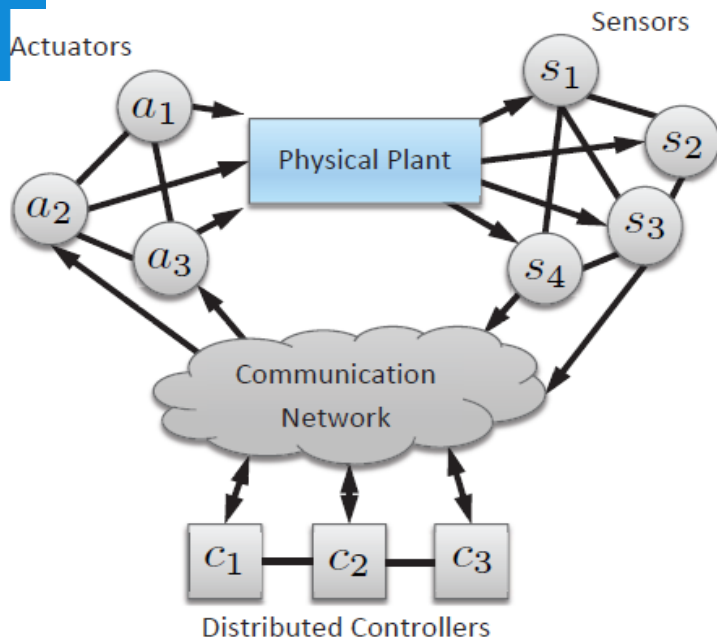 Actuators
Sensors
a1
s1
s2
Physical Plant
a2
s3
a3
s4
Communication
Network
c1
c2
c3
Distributed Controllers